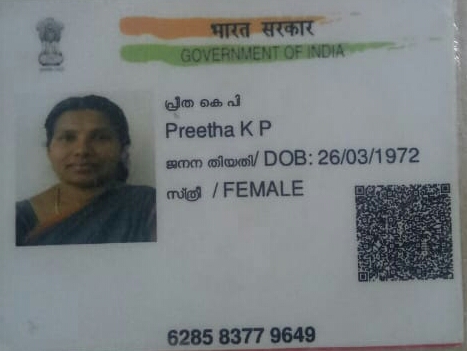 भारत सरकार
GOVERNMENT OF INDIA
പ്രീത കെ പി
Preetha K P
ജനന തിയതി/ DOB: 26/03/1972
സ്ത്രീ / FEMALE
6285 8377 9649